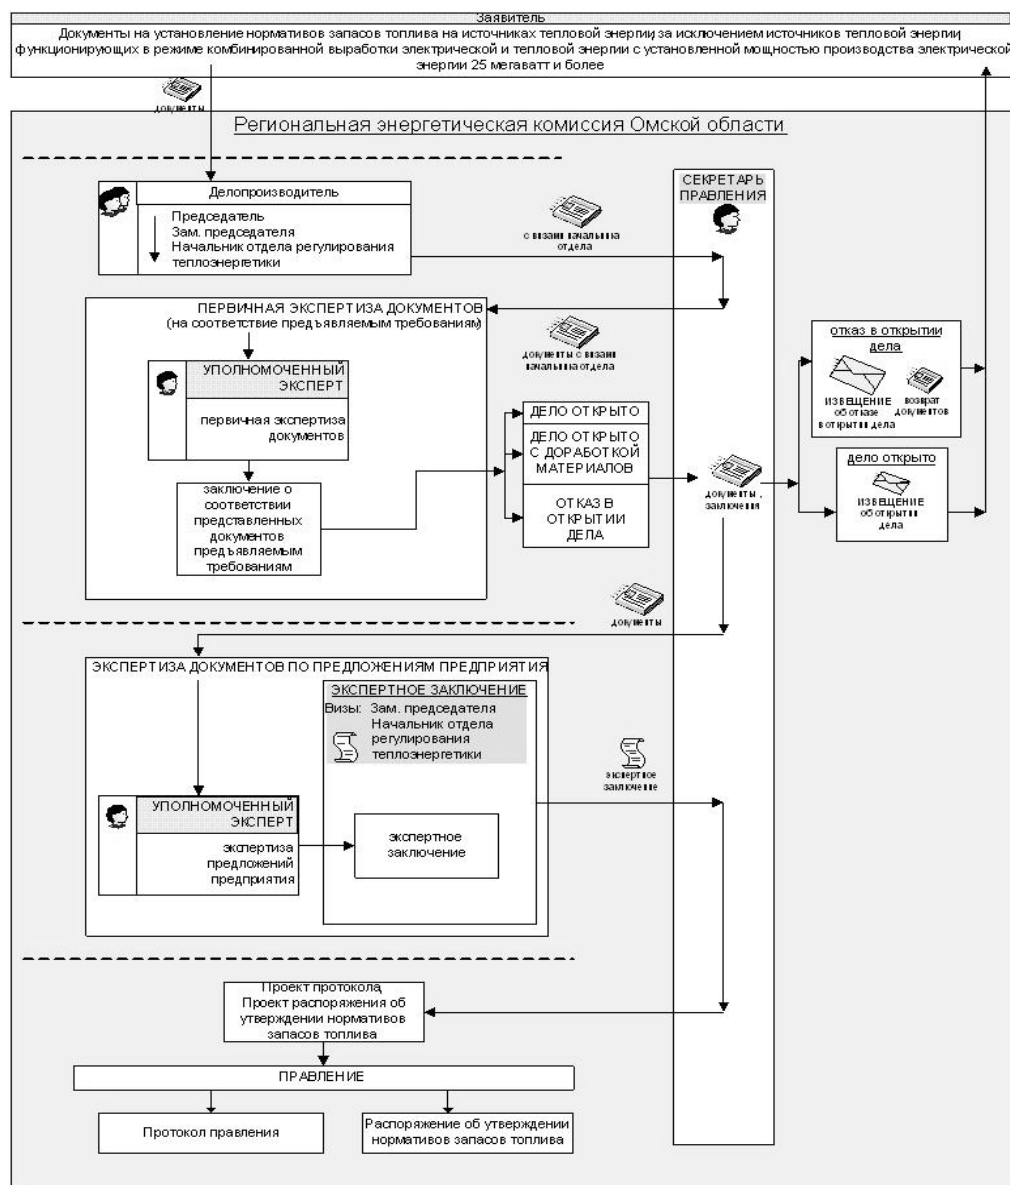 Заявитель
Документы на установление нормативов запасов топлива на источниках тепловой энергии, за исключением источников тепловой энергии,
функционирующих в режиме комбинированной выработки электрической и тепловой энергии с установленной мощностью производства электрической
энергии 25 мегаватт и более
документы
Региональная энергетическая комиссия Омской области
Делопроизводитель
Председатель
Зам. председателя
Начальник отдела регулирования
теплоэнергетики
с визами начальника
отдела
СЕКРЕТАРЬ
ПРАВЛЕНИЯ
ПЕРВИЧНАЯ ЭКСПЕРТИЗА ДОКУМЕНТОВ
(на соответствие предъявляемым требованиям)
документы с визами
начальника отдела
УПОЛНОМОЧЕННЫЙ
ЭКСПЕРТ
первичная экспертиза
документов
заключение о
соответствии
представленных
документов
предъявляемым
требованиям
ДЕЛО ОТКРЫТО
ДЕЛО ОТКРЫТО
С ДОРАБОТКОЙ
МАТЕРИАЛОВ
ОТКАЗ В
ОТКРЫТИИ
ДЕЛА
документы,
заключения
отказ в открытии
дела
ИЗВЕЩЕНИЕ
об отказе
в открытии дела
возврат
документов
дело открыто
ИЗВЕЩЕНИЕ
об открытии
дела
документы
ЭКСПЕРТИЗА ДОКУМЕНТОВ ПО ПРЕДЛОЖЕНИЯМ ПРЕДПРИЯТИЯ
ЭКСПЕРТНОЕ ЗАКЛЮЧЕНИЕ
Визы: Зам. председателя
Начальник отдела
регулирования
теплоэнергетики
экспертное
заключение
УПОЛНОМОЧЕННЫЙ
ЭКСПЕРТ
экспертиза
предложений
предприятия
экспертное
заключение
Проект протокола,
Проект распоряжения об
утверждении нормативов
запасов топлива
ПРАВЛЕНИЕ
Протокол правления
Распоряжение об утверждении
нормативов запасов топлива